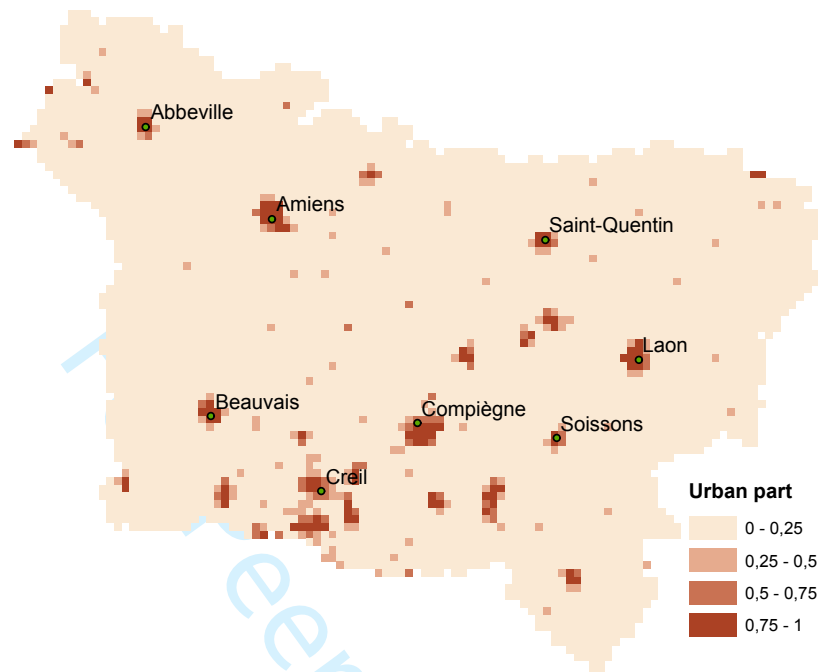 Abbeville
Amiens
Saint-Quentin
Laon
Beauvais
Compiègne
Soissons
Creil
Urban part
0 - 0,25
0,25 - 0,5
0,5 - 0,75
0,75 - 1